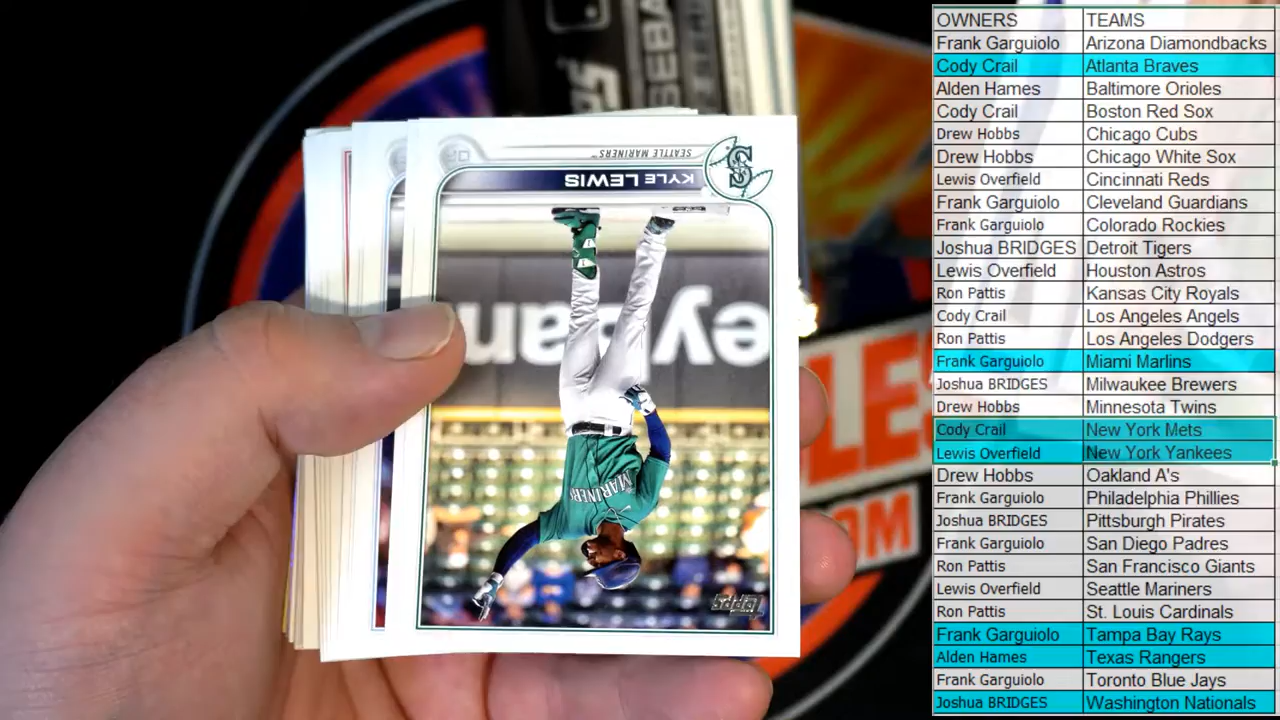 SEATTLE MARINERS
KYLE LEWIS
MARINERS
Topps
OWNERS TEAMS
Frank Garguiolo Arizona Diamondbacks
Cody Crail Atlanta Braves
Alden Hames Baltimore Orioles
Cody Crail Boston Red Sox
Drew Hobbs Chicago Cubs
Drew Hobbs Chicago White Sox
Lewis Overfield Cincinnati Reds
Frank Garguiolo Cleveland Guardians
Frank Garguiolo Colorado Rockies
Joshua BRIDGES Detroit Tigers
Lewis Overfield Houston Astros
Ron Pattis Kansas City Royals
Cody Crail Los Angeles Angels
Ron Pattis Los Angeles Dodgers
Frank Garguiolo Miami Marlins
Joshua BRIDGES Milwaukee Brewers
Drew Hobbs Minnesota Twins
Cody Crail New York Mets
Lewis Overfield New York Yankees
Drew Hobbs Oakland A's
Frank Garguiolo Philadelphia Phillies
Joshua BRIDGES Pittsburgh Pirates
Frank Garguiolo San Diego Padres
Ron Pattis San Francisco Giants
Lewis Overfield Seattle Mariners
Ron Pattis St. Louis Cardinals
Frank Garguiolo Tampa Bay Rays
Alden Hames Texas Rangers
Frank Garguiolo Toronto Blue Jays
Joshua BRIDGES Washington Nationals